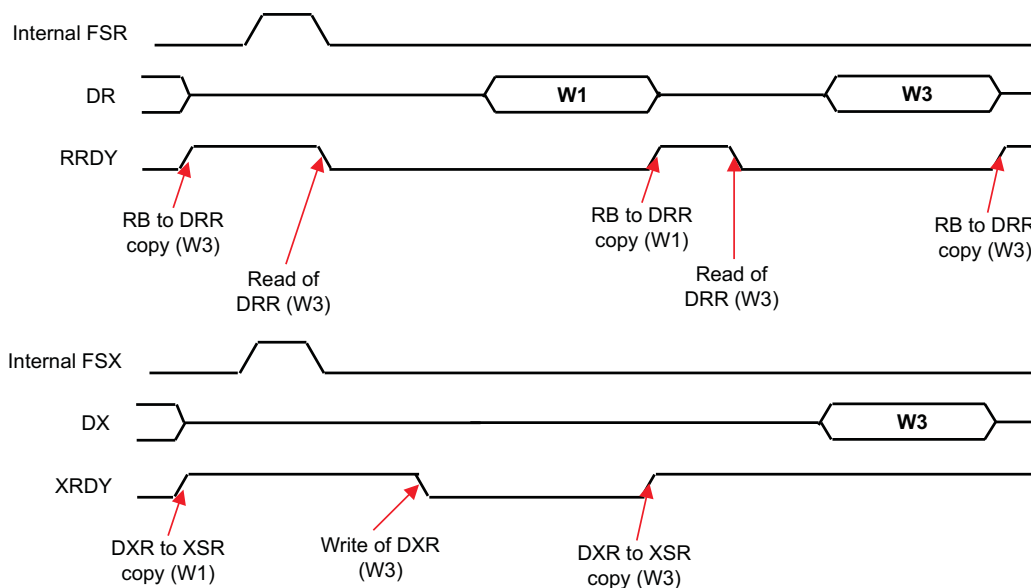 Internal FSR
DR
W1
W3
RRDY
RB to DRR
copy (W3)
Read of
DRR (W3)
RB to DRR
copy (W1)
Read of
DRR (W3)
RB to DRR
copy (W3)
Internal FSX
DX
W3
XRDY
DXR to XSR
copy (W1)
Write of DXR
(W3)
DXR to XSR
copy (W3)